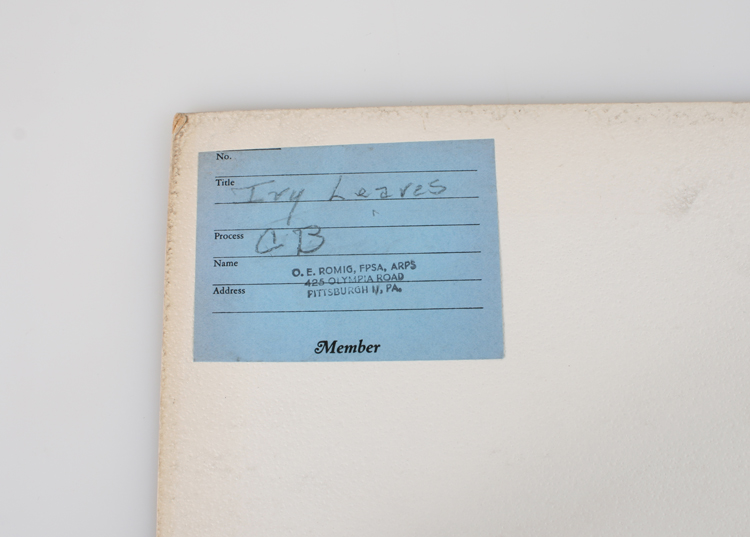 No.
Title Ivy Leaves
Process CB
Name O. E. ROMIG, FPSA, ARPS
425 OLYMPIA ROAD
Address PITTSBURGH 11, PA.
Member